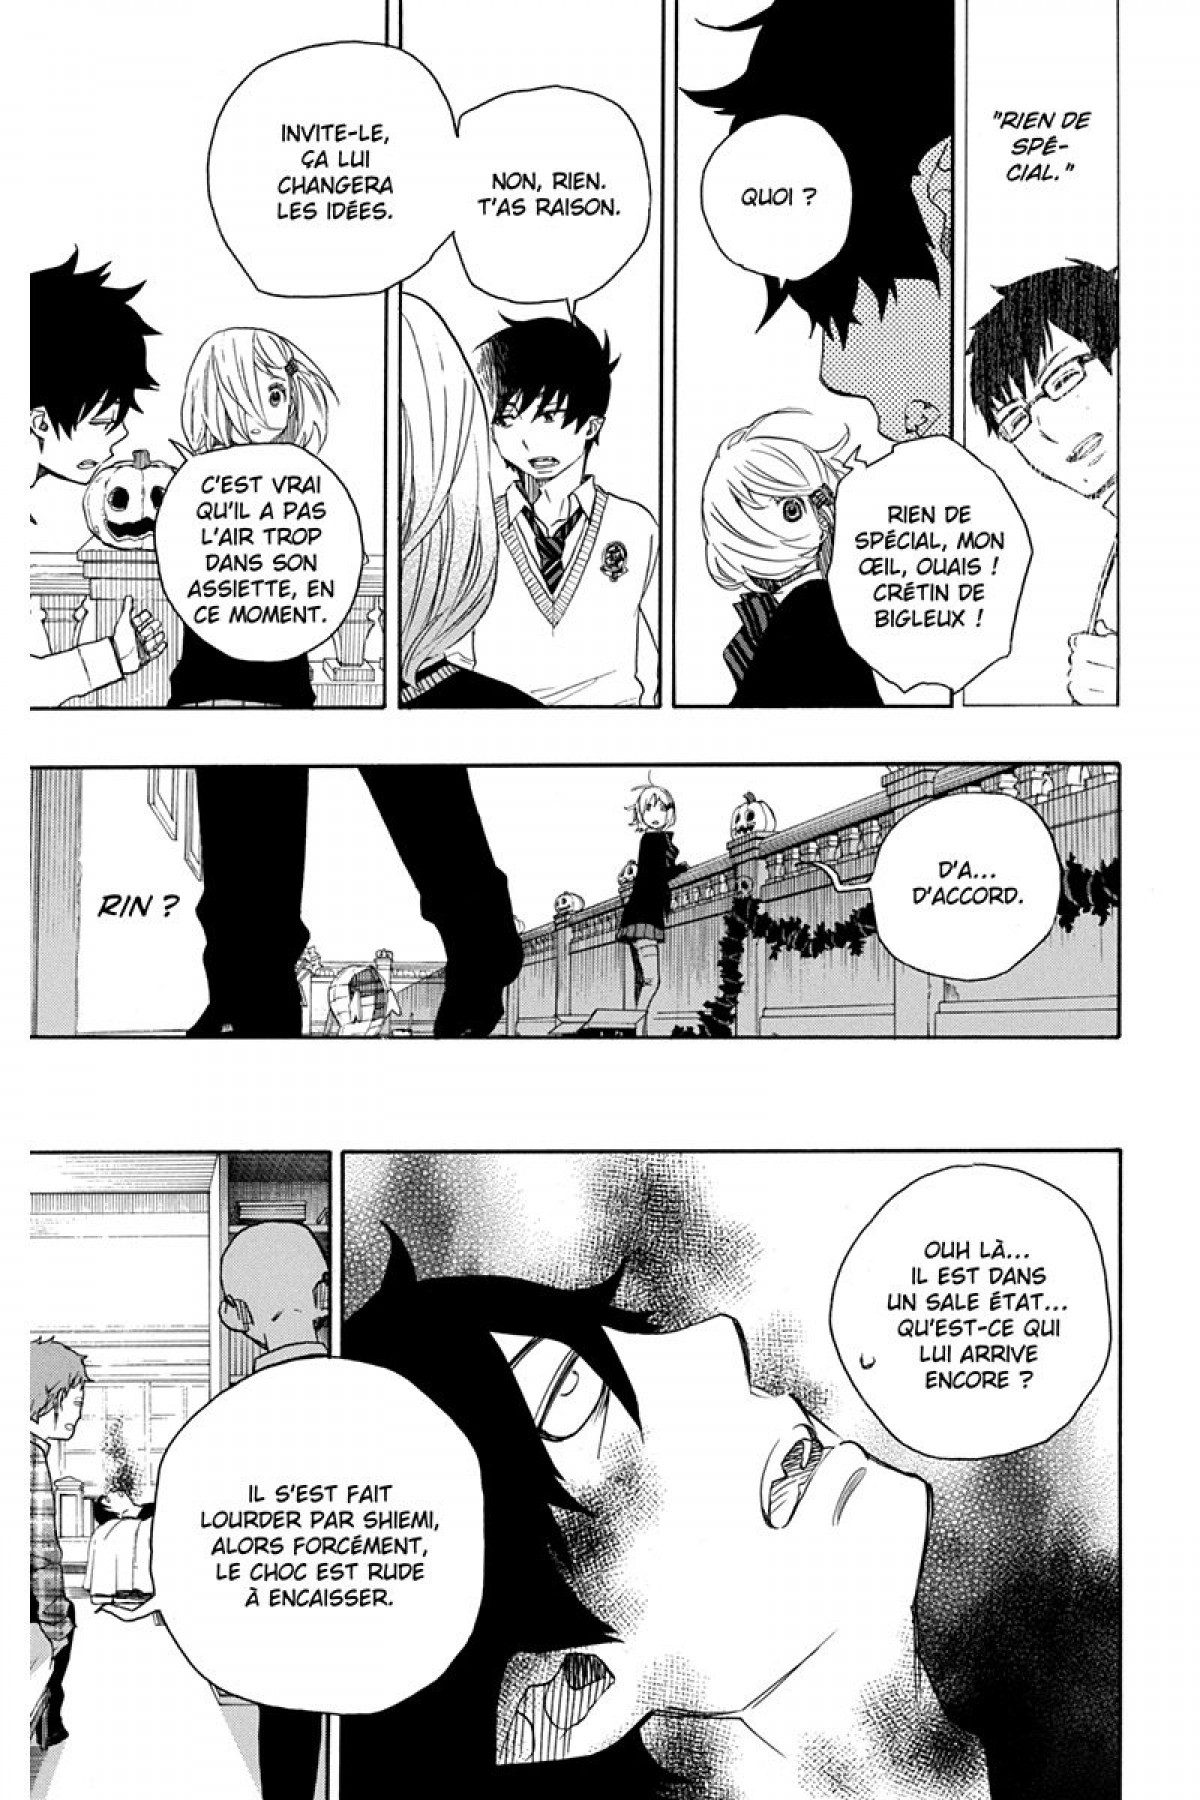 "RIEN DE
SPÉ-
CIAL."
QUOI ?
RIEN DE
SPÉCIAL, MON
ŒIL, OUAIS !
CRÉTIN DE
BIGLEUX !
NON, RIEN.
T'AS RAISON.
INVITE-LE,
ÇA LUI
CHANGERA
LES IDÉES.
C'EST VRAI
QU'IL A PAS
L'AIR TROP
DANS SON
ASSIETTE, EN
CE MOMENT.
D'A...
D'ACCORD.
RIN ?
OUH LÀ...
IL EST DANS
UN SALE ÉTAT...
QU'EST-CE QUI
LUI ARRIVE
ENCORE ?
IL S'EST FAIT
LOURDER PAR SHIEMI,
ALORS FORCÉMENT,
LE CHOC EST RUDE
À ENCAISSER.